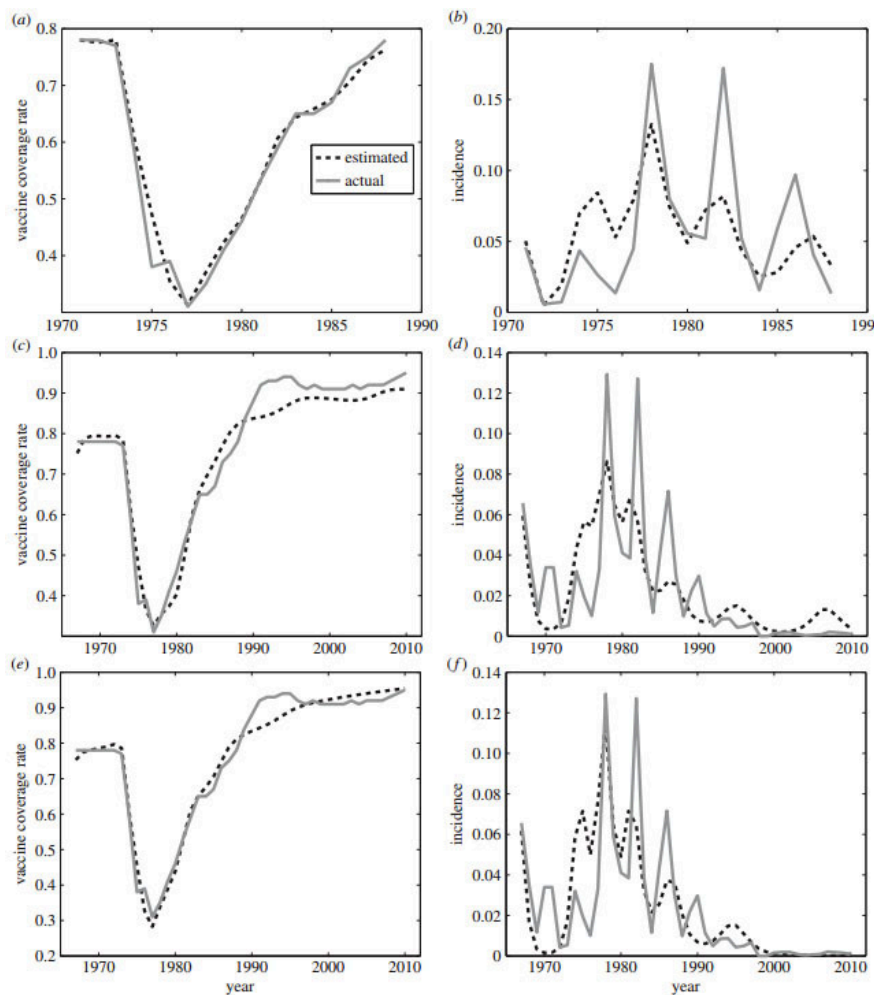 (a)
0.8
0.7
0.6
0.5
0.4
vaccine coverage rate
estimated
actual
1970 1975 1980 1985 1990
(b)
0.20
0.15
0.10
0.05
0
incidence
1970 1975 1980 1985 199
(c)
1.0
0.9
0.8
0.7
0.6
0.5
0.4
vaccine coverage rate
1970 1980 1990 2000 2010
(d)
0.14
0.12
0.10
0.08
0.06
0.04
0.02
0
incidence
1970 1980 1990 2000 2010
(e)
1.0
0.9
0.8
0.7
0.6
0.5
0.4
0.3
0.2
vaccine coverage rate
1970 1980 1990 2000 2010
year
(f)
0.14
0.12
0.10
0.08
0.06
0.04
0.02
0
incidence
1970 1980 1990 2000 2010
year